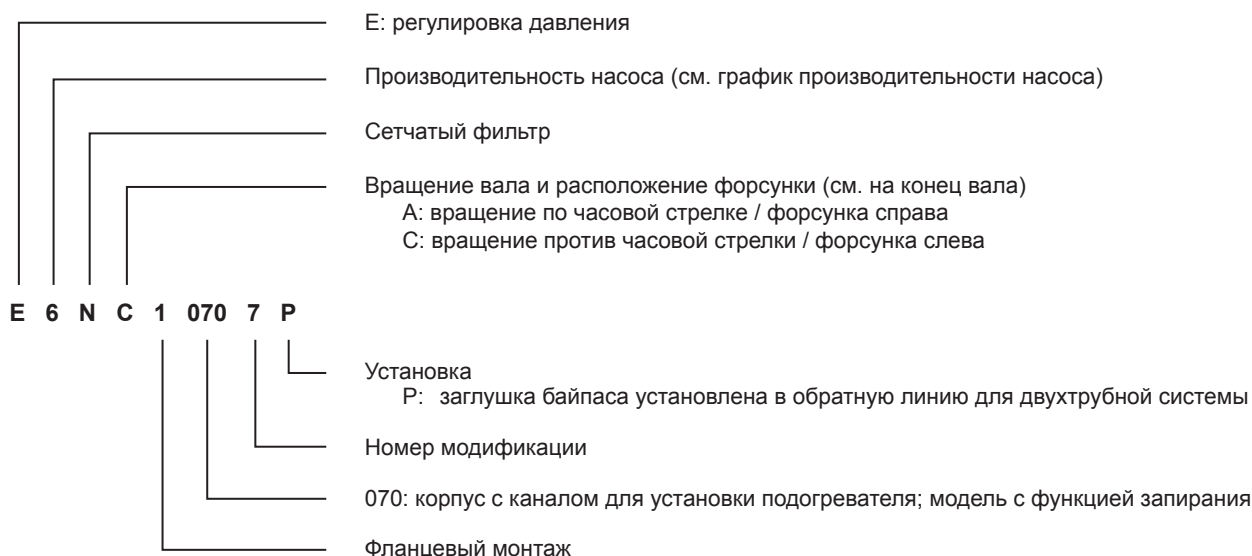 E: регулировка давления
Производительность насоса (см. график производительности насоса)
Сетчатый фильтр
Вращение вала и расположение форсунки (см. на конец вала)
A: вращение по часовой стрелке / форсунка справа
C: вращение против часовой стрелки / форсунка слева
E 6 N C 1 070 7 P
Установка
P: заглушка байпаса установлена в обратную линию для двухтрубной системы
Номер модификации
070: корпус с каналом для установки подогревателя; модель с функцией запирания
Фланцевый монтаж